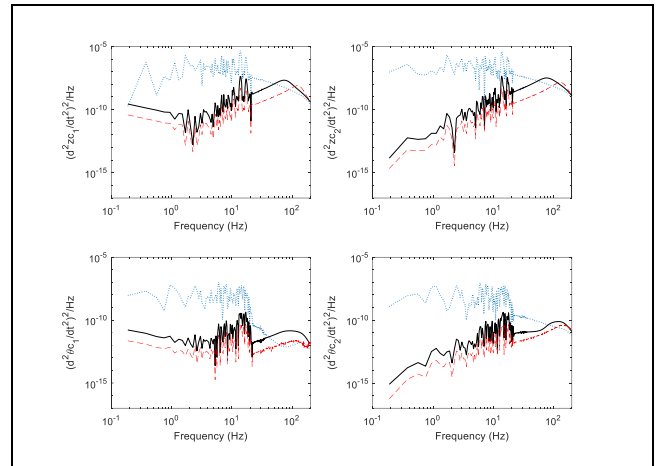 10^-5
10^-10
10^-15
(d^2zc_1/dt^2)^2/Hz
10^-1 10^0 10^1 10^2
Frequency (Hz)
10^-5
10^-10
10^-15
(d^2zc_2/dt^2)^2/Hz
10^-1 10^0 10^1 10^2
Frequency (Hz)
10^-5
10^-10
10^-15
(d^2θc_1/dt^2)^2/Hz
10^-1 10^0 10^1 10^2
Frequency (Hz)
10^-5
10^-10
10^-15
(d^2θc_2/dt^2)^2/Hz
10^-1 10^0 10^1 10^2
Frequency (Hz)